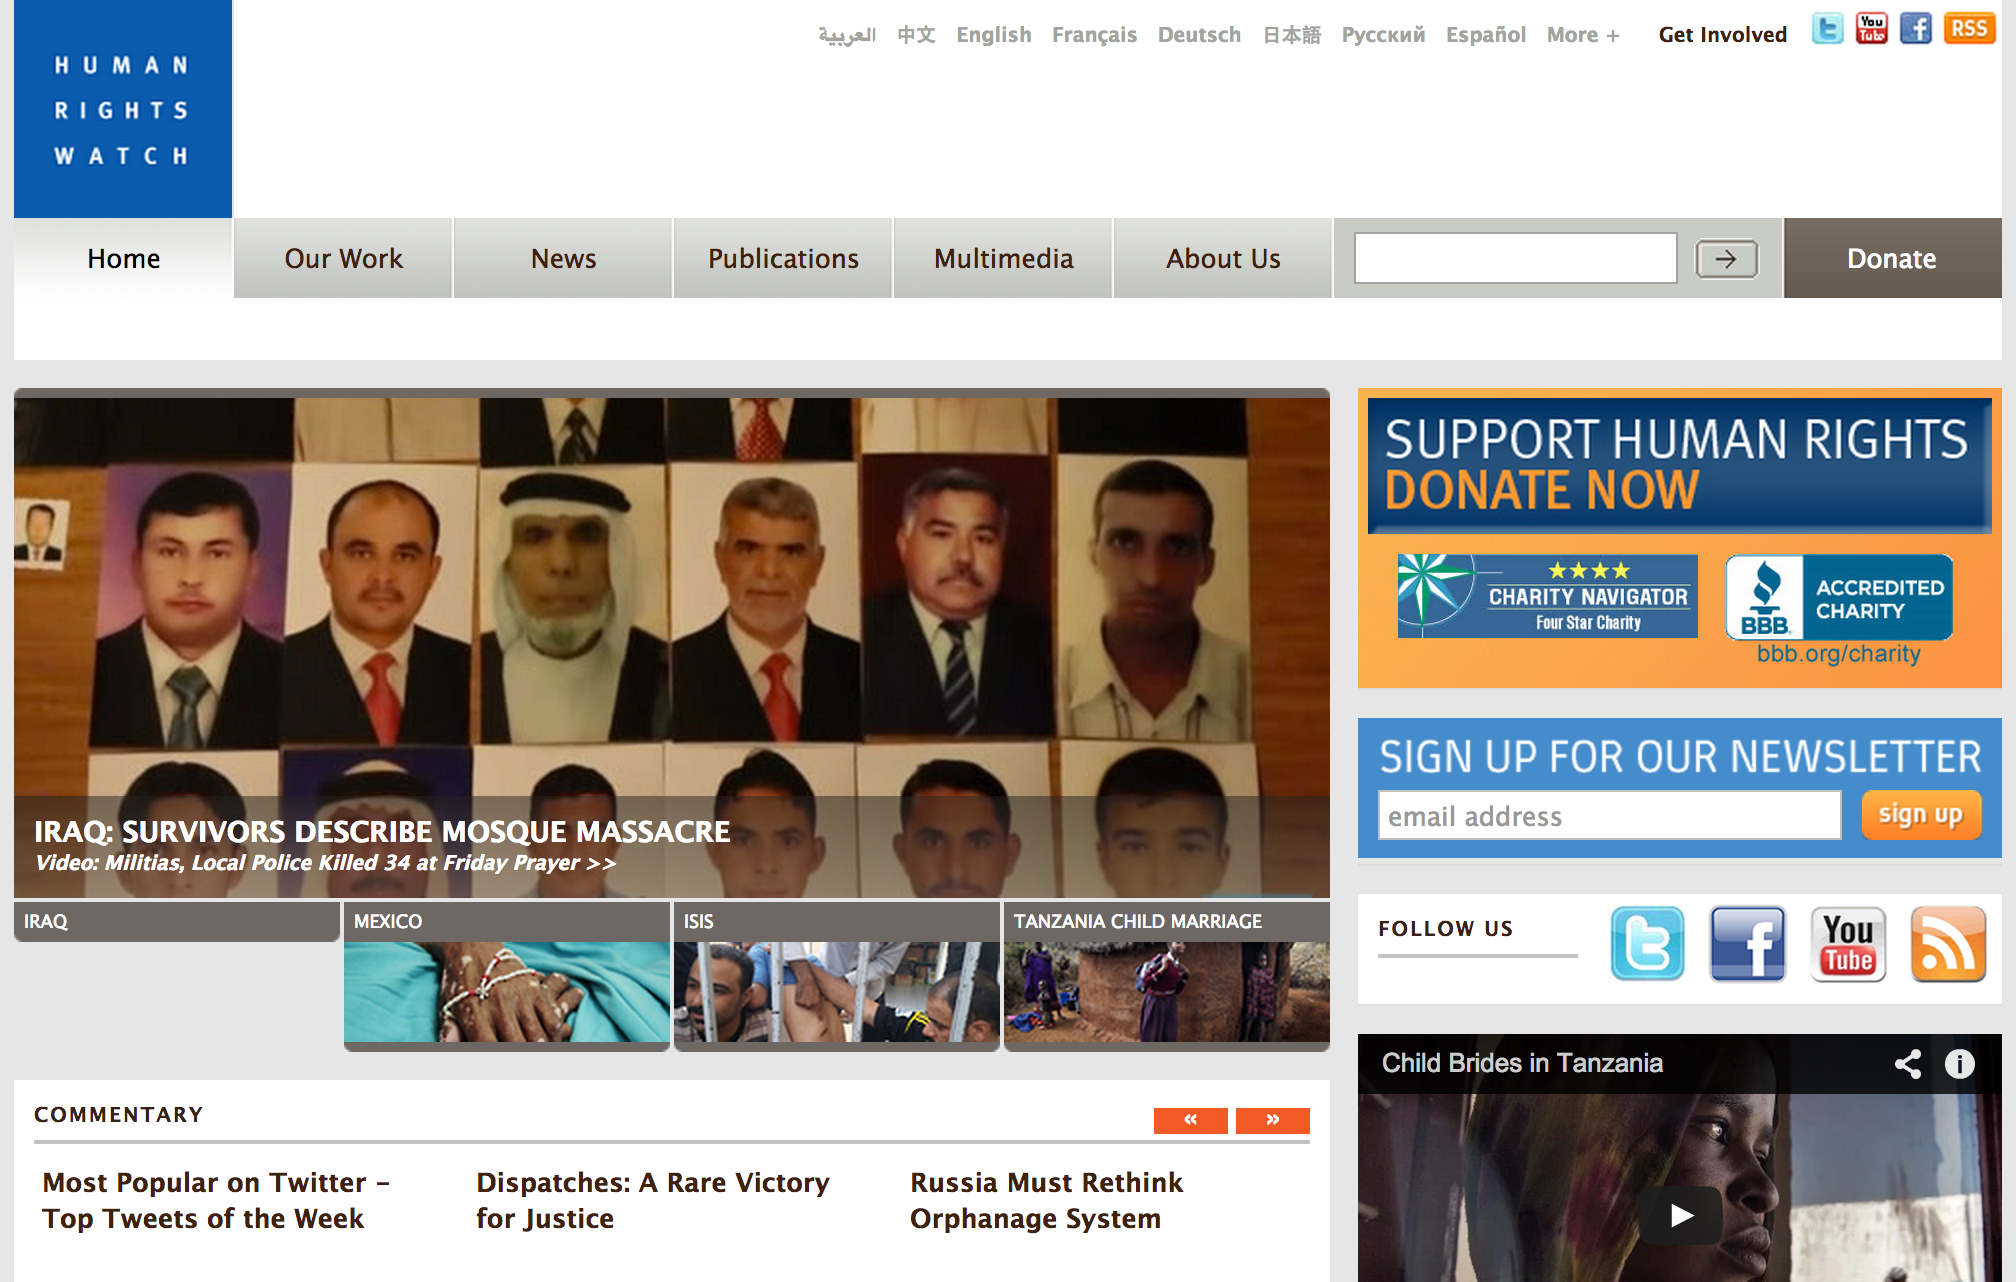 HUMAN
RIGHTS
WATCH
العربية 中文 English Français Deutsch 日本語 Русский Español More + Get Involved You Tube RSS
Home Our Work News Publications Multimedia About Us → Donate
IRAQ: SURVIVORS DESCRIBE MOSQUE MASSACRE
Video: Militias, Local Police Killed 34 at Friday Prayer >>
IRAQ MEXICO ISIS TANZANIA CHILD MARRIAGE
COMMENTARY « »
Most Popular on Twitter –
Top Tweets of the Week
Dispatches: A Rare Victory
for Justice
Russia Must Rethink
Orphanage System
SUPPORT HUMAN RIGHTS
DONATE NOW
CHARITY NAVIGATOR
Four Star Charity
BBB.
ACCREDITED
CHARITY
bbb.org/charity
SIGN UP FOR OUR NEWSLETTER
email address sign up
FOLLOW US You Tube
Child Brides in Tanzania